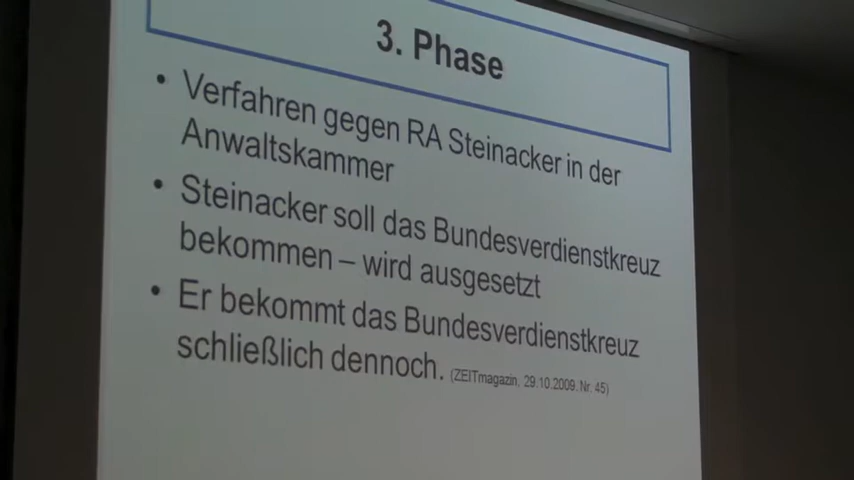 3. Phase
• Verfahren gegen RA Steinacker in der
Anwaltskammer
• Steinacker soll das Bundesverdienstkreuz
bekommen – wird ausgesetzt
• Er bekommt das Bundesverdienstkreuz
schließlich dennoch. (ZEITmagazin, 29.10.2009. Nr. 45)